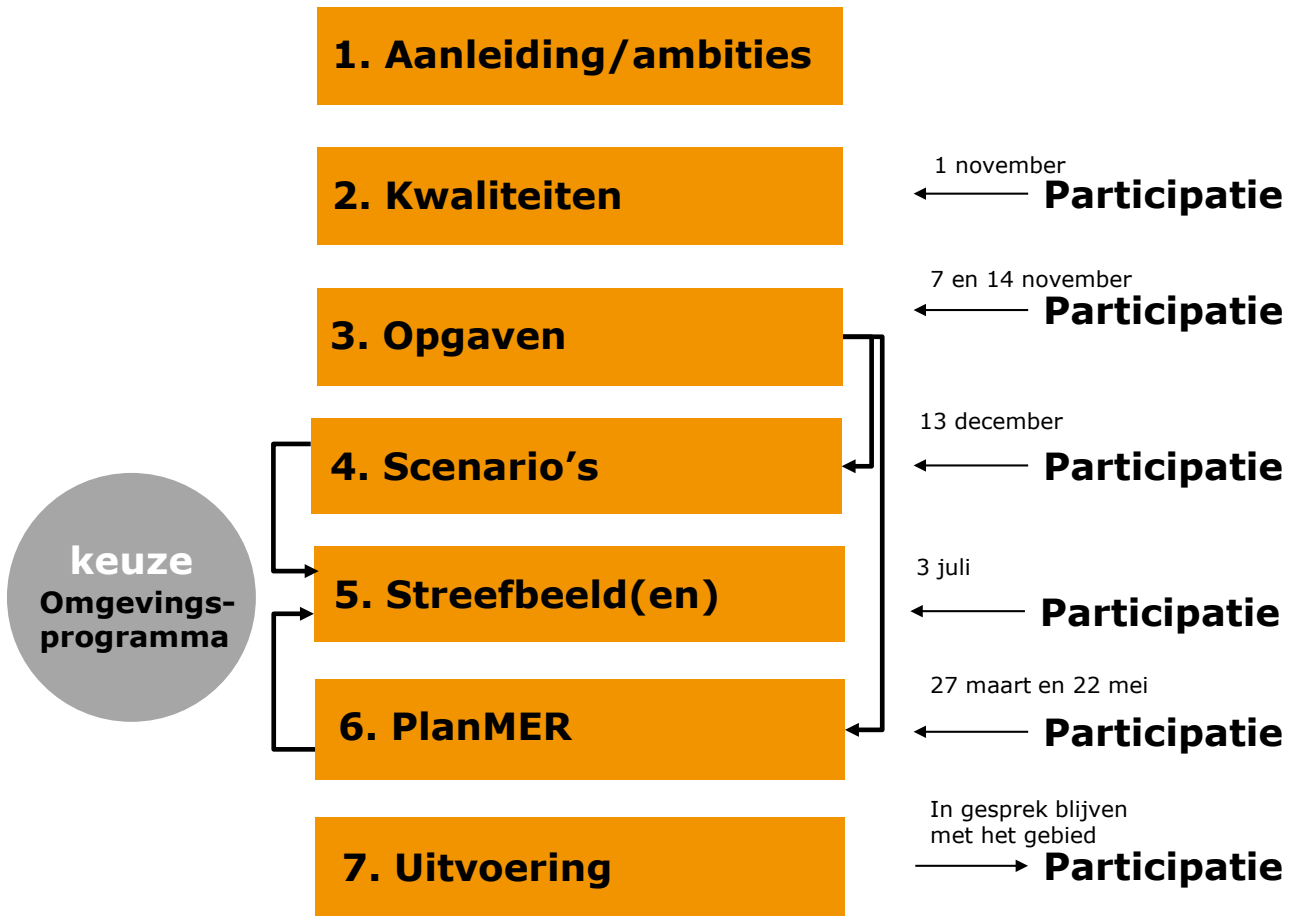 1. Aanleiding/ambities
2. Kwaliteiten
1 november
Participatie
3. Opgaven
7 en 14 november
Participatie
4. Scenario’s
13 december
Participatie
keuze
Omgevings-
programma
5. Streefbeeld(en)
3 juli
Participatie
6. PlanMER
27 maart en 22 mei
Participatie
7. Uitvoering
In gesprek blijven
met het gebied
Participatie